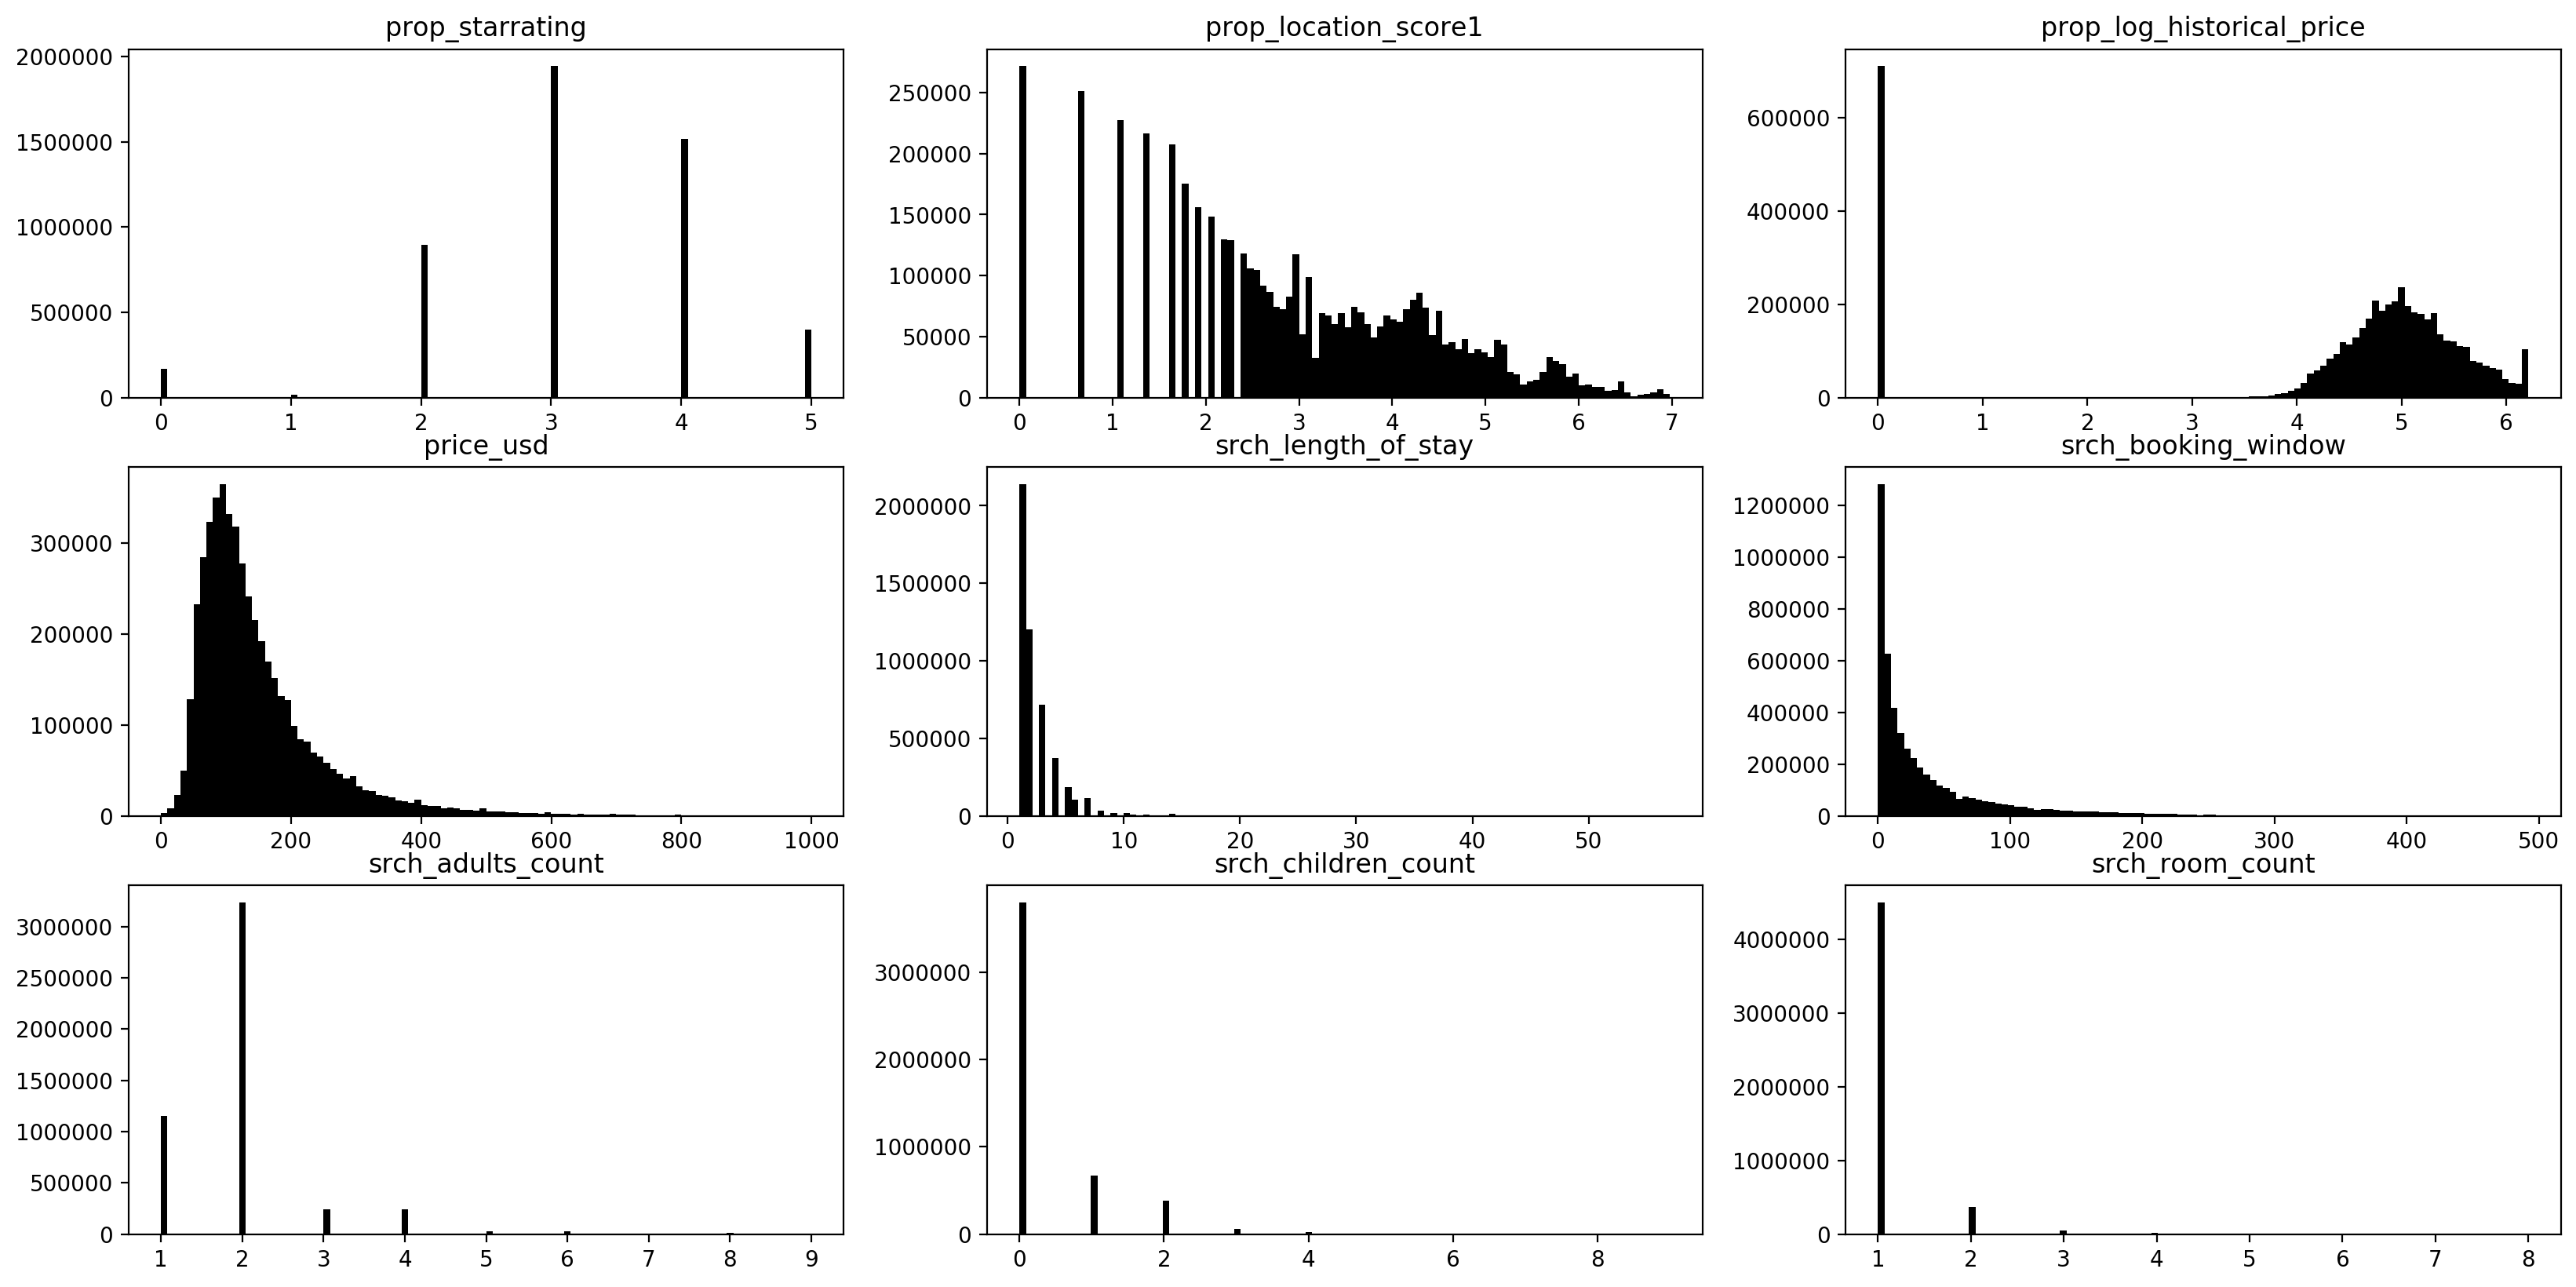 prop_starrating
2000000
1500000
1000000
500000
0
0 1 2 3 4 5
prop_location_score1
250000
200000
150000
100000
50000
0
0 1 2 3 4 5 6 7
prop_log_historical_price
600000
400000
200000
0
0 1 2 3 4 5 6
price_usd
300000
200000
100000
0
0 200 400 600 800 1000
srch_length_of_stay
2000000
1500000
1000000
500000
0
0 10 20 30 40 50
srch_booking_window
1200000
1000000
800000
600000
400000
200000
0
0 100 200 300 400 500
srch_adults_count
3000000
2500000
2000000
1500000
1000000
500000
0
1 2 3 4 5 6 7 8 9
srch_children_count
3000000
2000000
1000000
0
0 2 4 6 8
srch_room_count
4000000
3000000
2000000
1000000
0
1 2 3 4 5 6 7 8